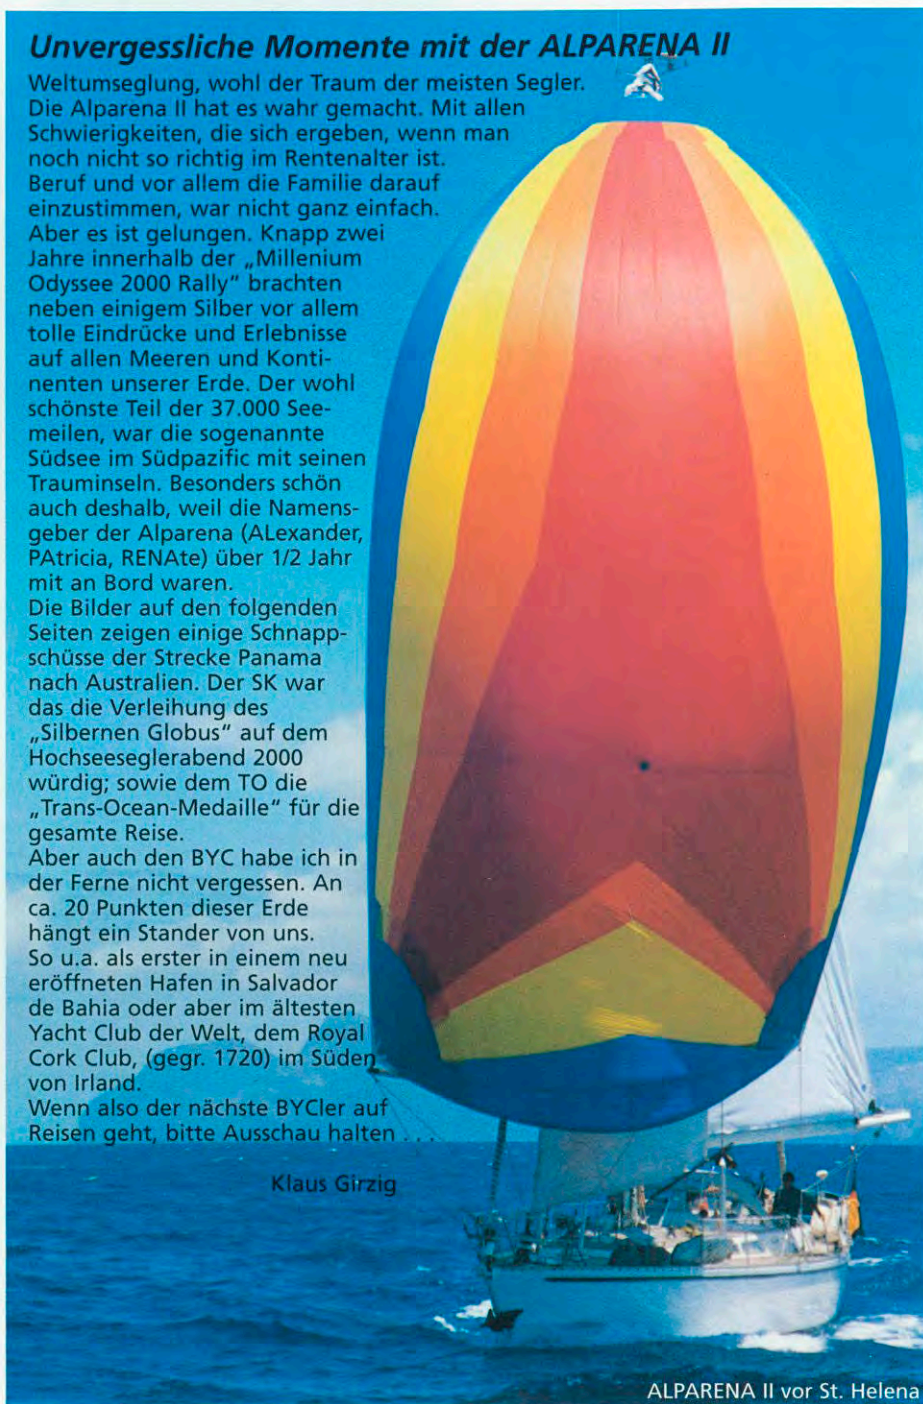 Unvergessliche Momente mit der ALPARENA II
Weltumseglung, wohl der Traum der meisten Segler.
Die Alparena II hat es wahr gemacht. Mit allen
Schwierigkeiten, die sich ergeben, wenn man
noch nicht so richtig im Rentenalter ist.
Beruf und vor allem die Familie darauf
einzustimmen, war nicht ganz einfach.
Aber es ist gelungen. Knapp zwei
Jahre innerhalb der „Millenium
Odyssee 2000 Rally“ brachten
neben einigem Silber vor allem
tolle Eindrücke und Erlebnisse
auf allen Meeren und Konti-
nenten unserer Erde. Der wohl
schönste Teil der 37.000 See-
meilen, war die sogenannte
Südsee im Südpazific mit seinen
Trauminseln. Besonders schön
auch deshalb, weil die Namens-
geber der Alparena (ALexander,
PAtricia, RENAte) über 1/2 Jahr
mit an Bord waren.
Die Bilder auf den folgenden
Seiten zeigen einige Schnapp-
schüsse der Strecke Panama
nach Australien. Der SK war
das die Verleihung des
„Silbernen Globus“ auf dem
Hochseeseglerabend 2000
würdig; sowie dem TO die
„Trans-Ocean-Medaille“ für die
gesamte Reise.
Aber auch den BYC habe ich in
der Ferne nicht vergessen. An
ca. 20 Punkten dieser Erde
hängt ein Stander von uns.
So u.a. als erster in einem neu
eröffneten Hafen in Salvador
de Bahia oder aber im ältesten
Yacht Club der Welt, dem Royal
Cork Club, (gegr. 1720) im Süden
von Irland.
Wenn also der nächste BYCler auf
Reisen geht, bitte Ausschau halten . . .
Klaus Girzig
ALPARENA II vor St. Helena